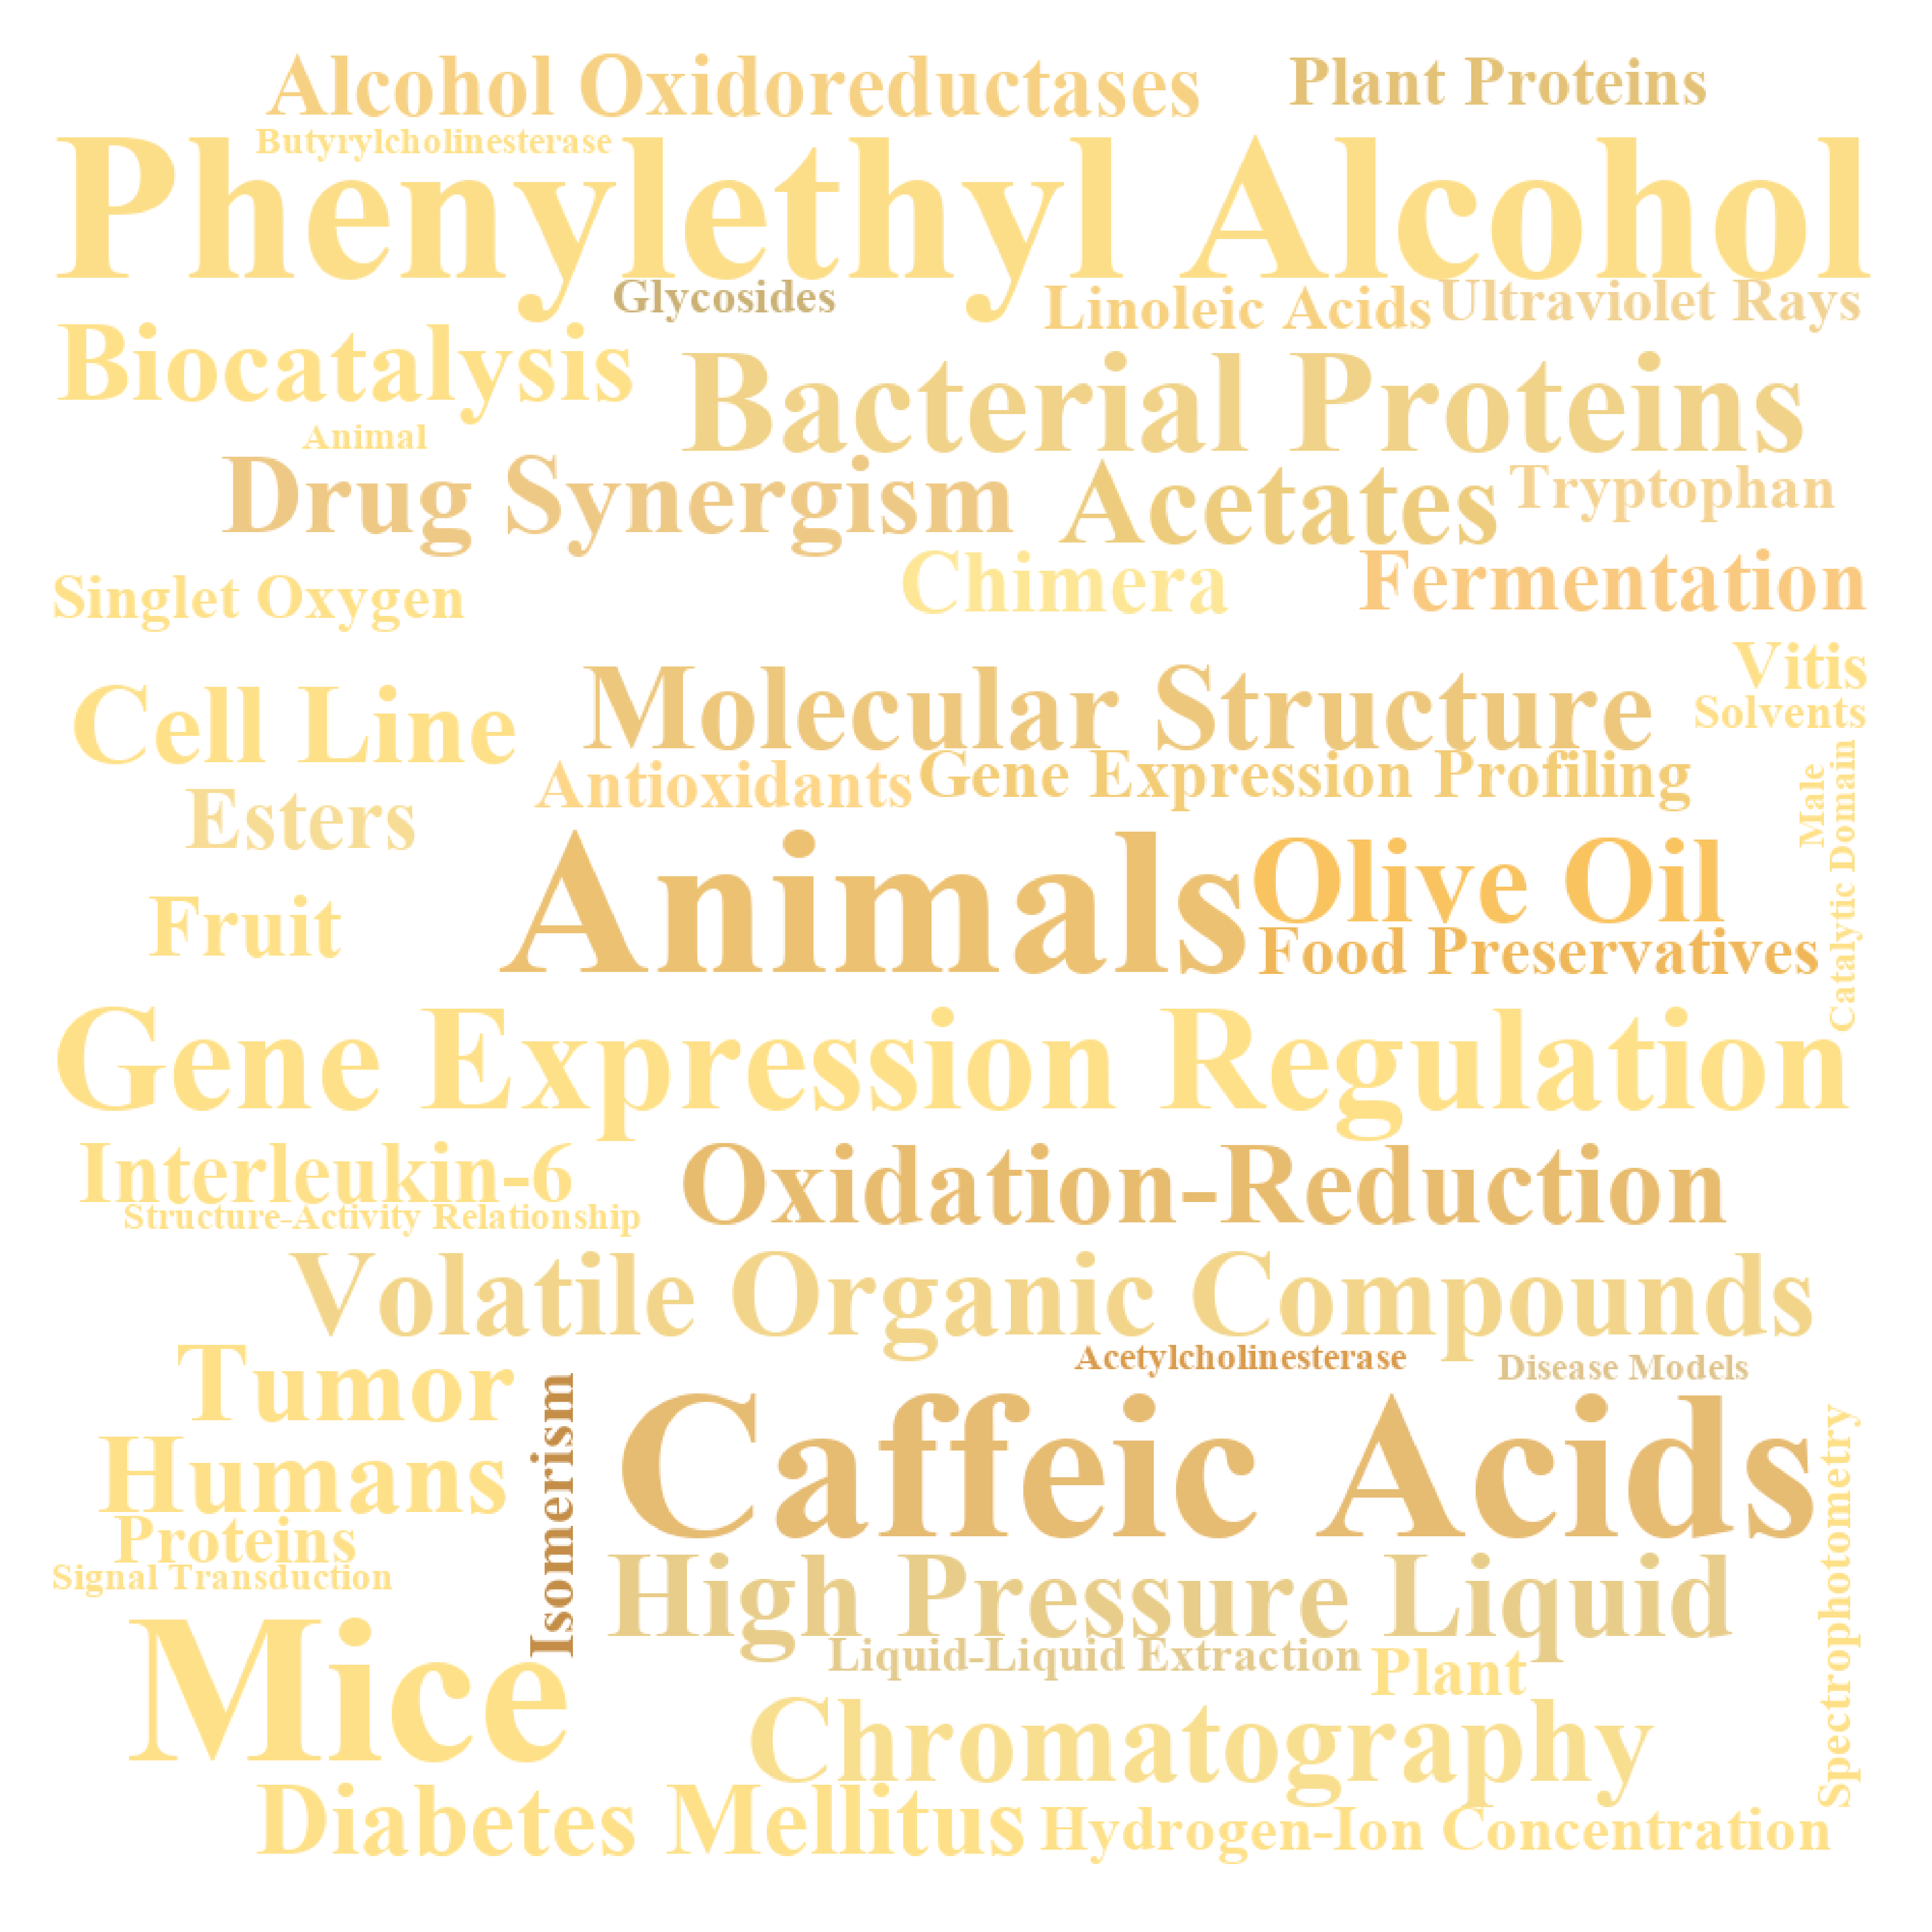 Alcohol Oxidoreductases
Plant Proteins
Butyrylcholinesterase
Phenylethyl Alcohol
Glycosides
Linoleic Acids
Ultraviolet Rays
Biocatalysis
Bacterial Proteins
Animal
Drug Synergism
Acetates
Tryptophan
Singlet Oxygen
Chimera
Fermentation
Vitis
Cell Line
Molecular Structure
Solvents
Antioxidants
Gene Expression Profiling
Male
Catalytic Domain
Esters
Animals
Olive Oil
Fruit
Food Preservatives
Gene Expression Regulation
Interleukin-6
Oxidation-Reduction
Structure-Activity Relationship
Volatile Organic Compounds
Acetylcholinesterase
Disease Models
Tumor
Isomerism
Caffeic Acids
Spectrophotometry
Humans
Proteins
Signal Transduction
High Pressure Liquid
Liquid-Liquid Extraction
Plant
Mice
Chromatography
Diabetes Mellitus
Hydrogen-Ion Concentration